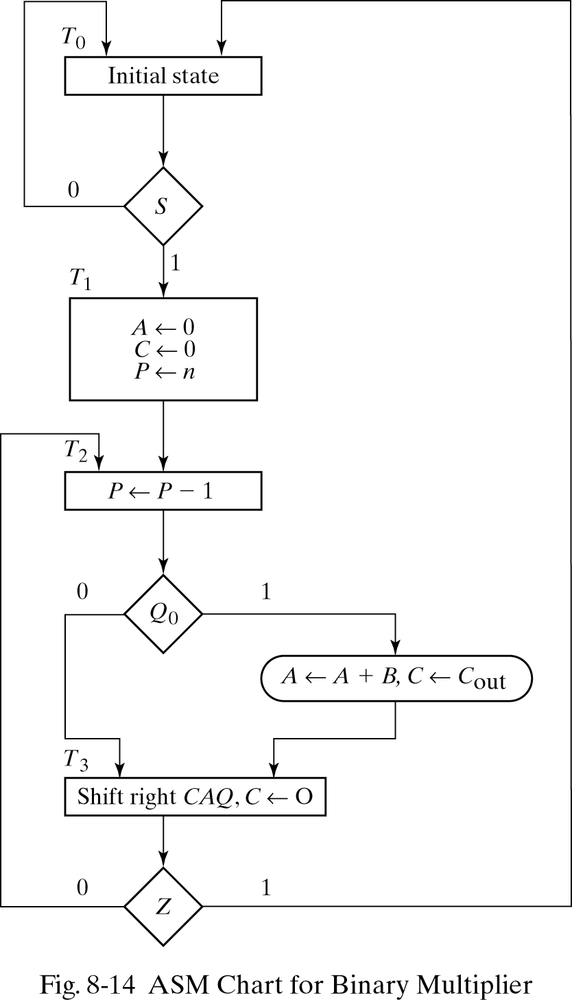 T0
Initial state
0
S
1
T1
A ← 0
C ← 0
P ← n
T2
P ← P − 1
0
Q0
1
A ← A + B, C ← Cout
T3
Shift right CAQ, C ← O
0
Z
1
Fig. 8-14 ASM Chart for Binary Multiplier